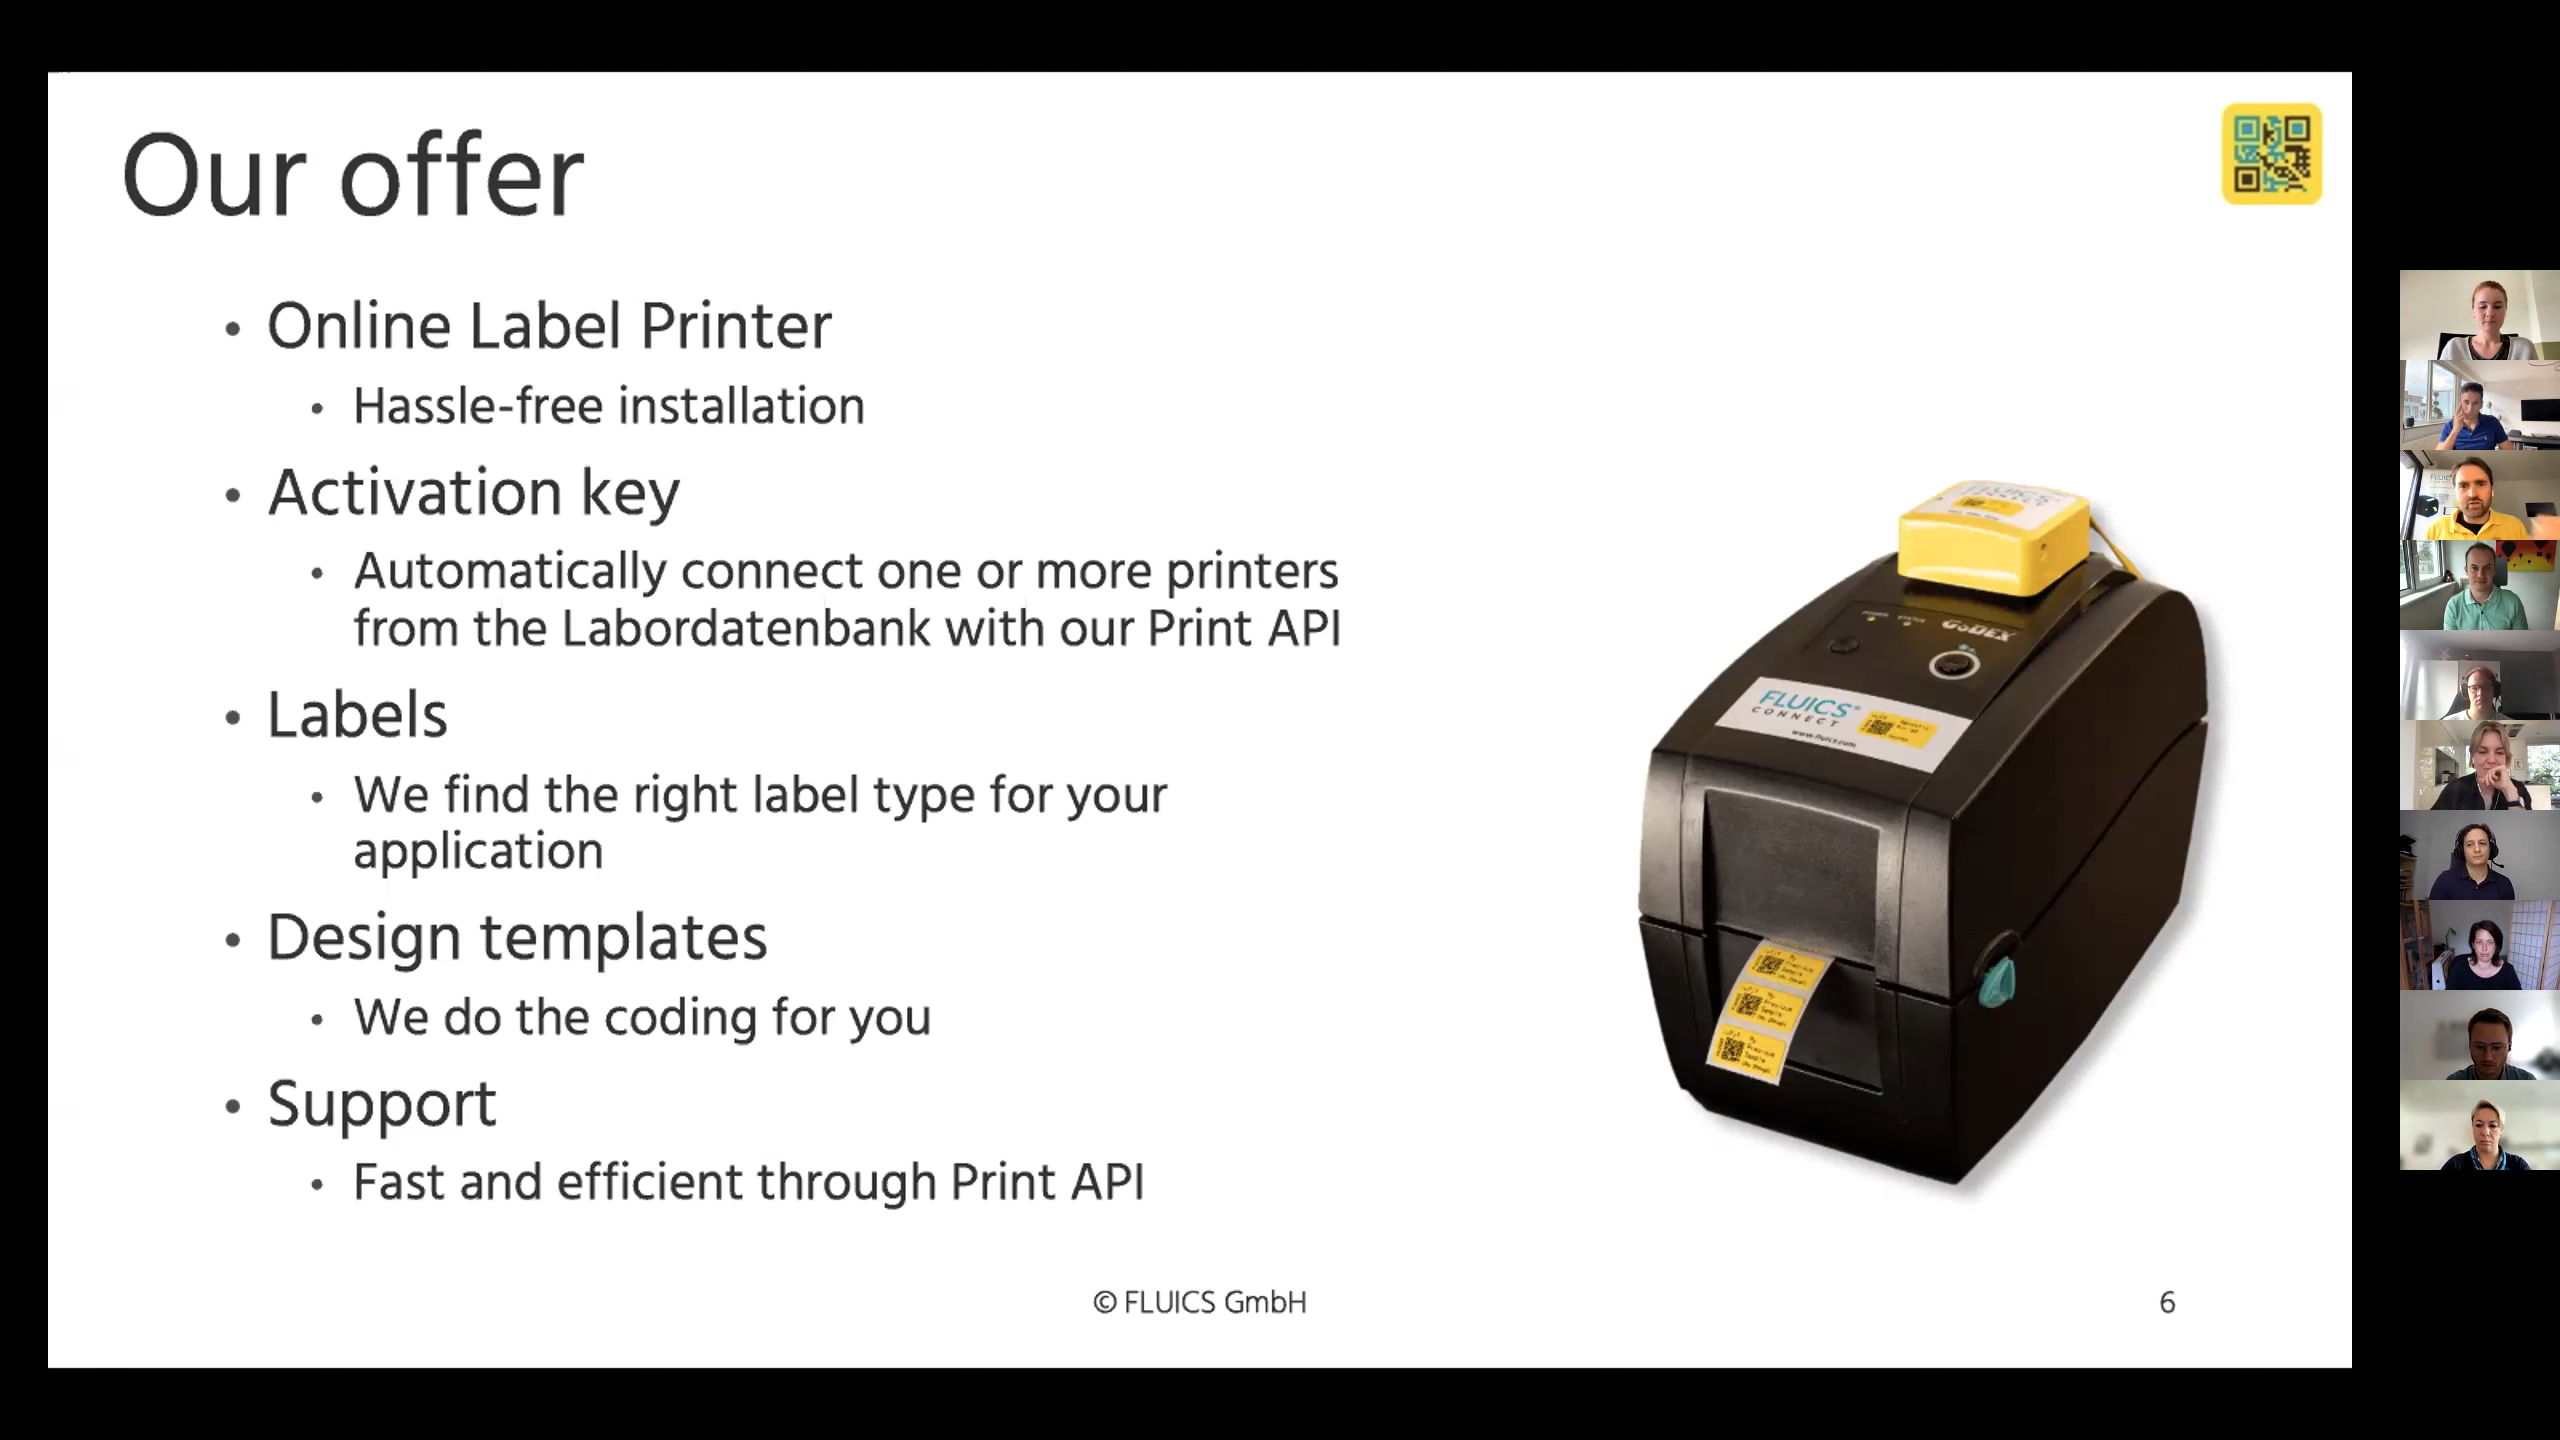 Our offer
• Online Label Printer
• Hassle-free installation
• Activation key
• Automatically connect one or more printers
from the Labordatenbank with our Print API
• Labels
• We find the right label type for your
application
• Design templates
• We do the coding for you
• Support
• Fast and efficient through Print API
FLUICS
CONNECT
GoDEX
FLUICS®
CONNECT
www.fluics.com
© FLUICS GmbH
6